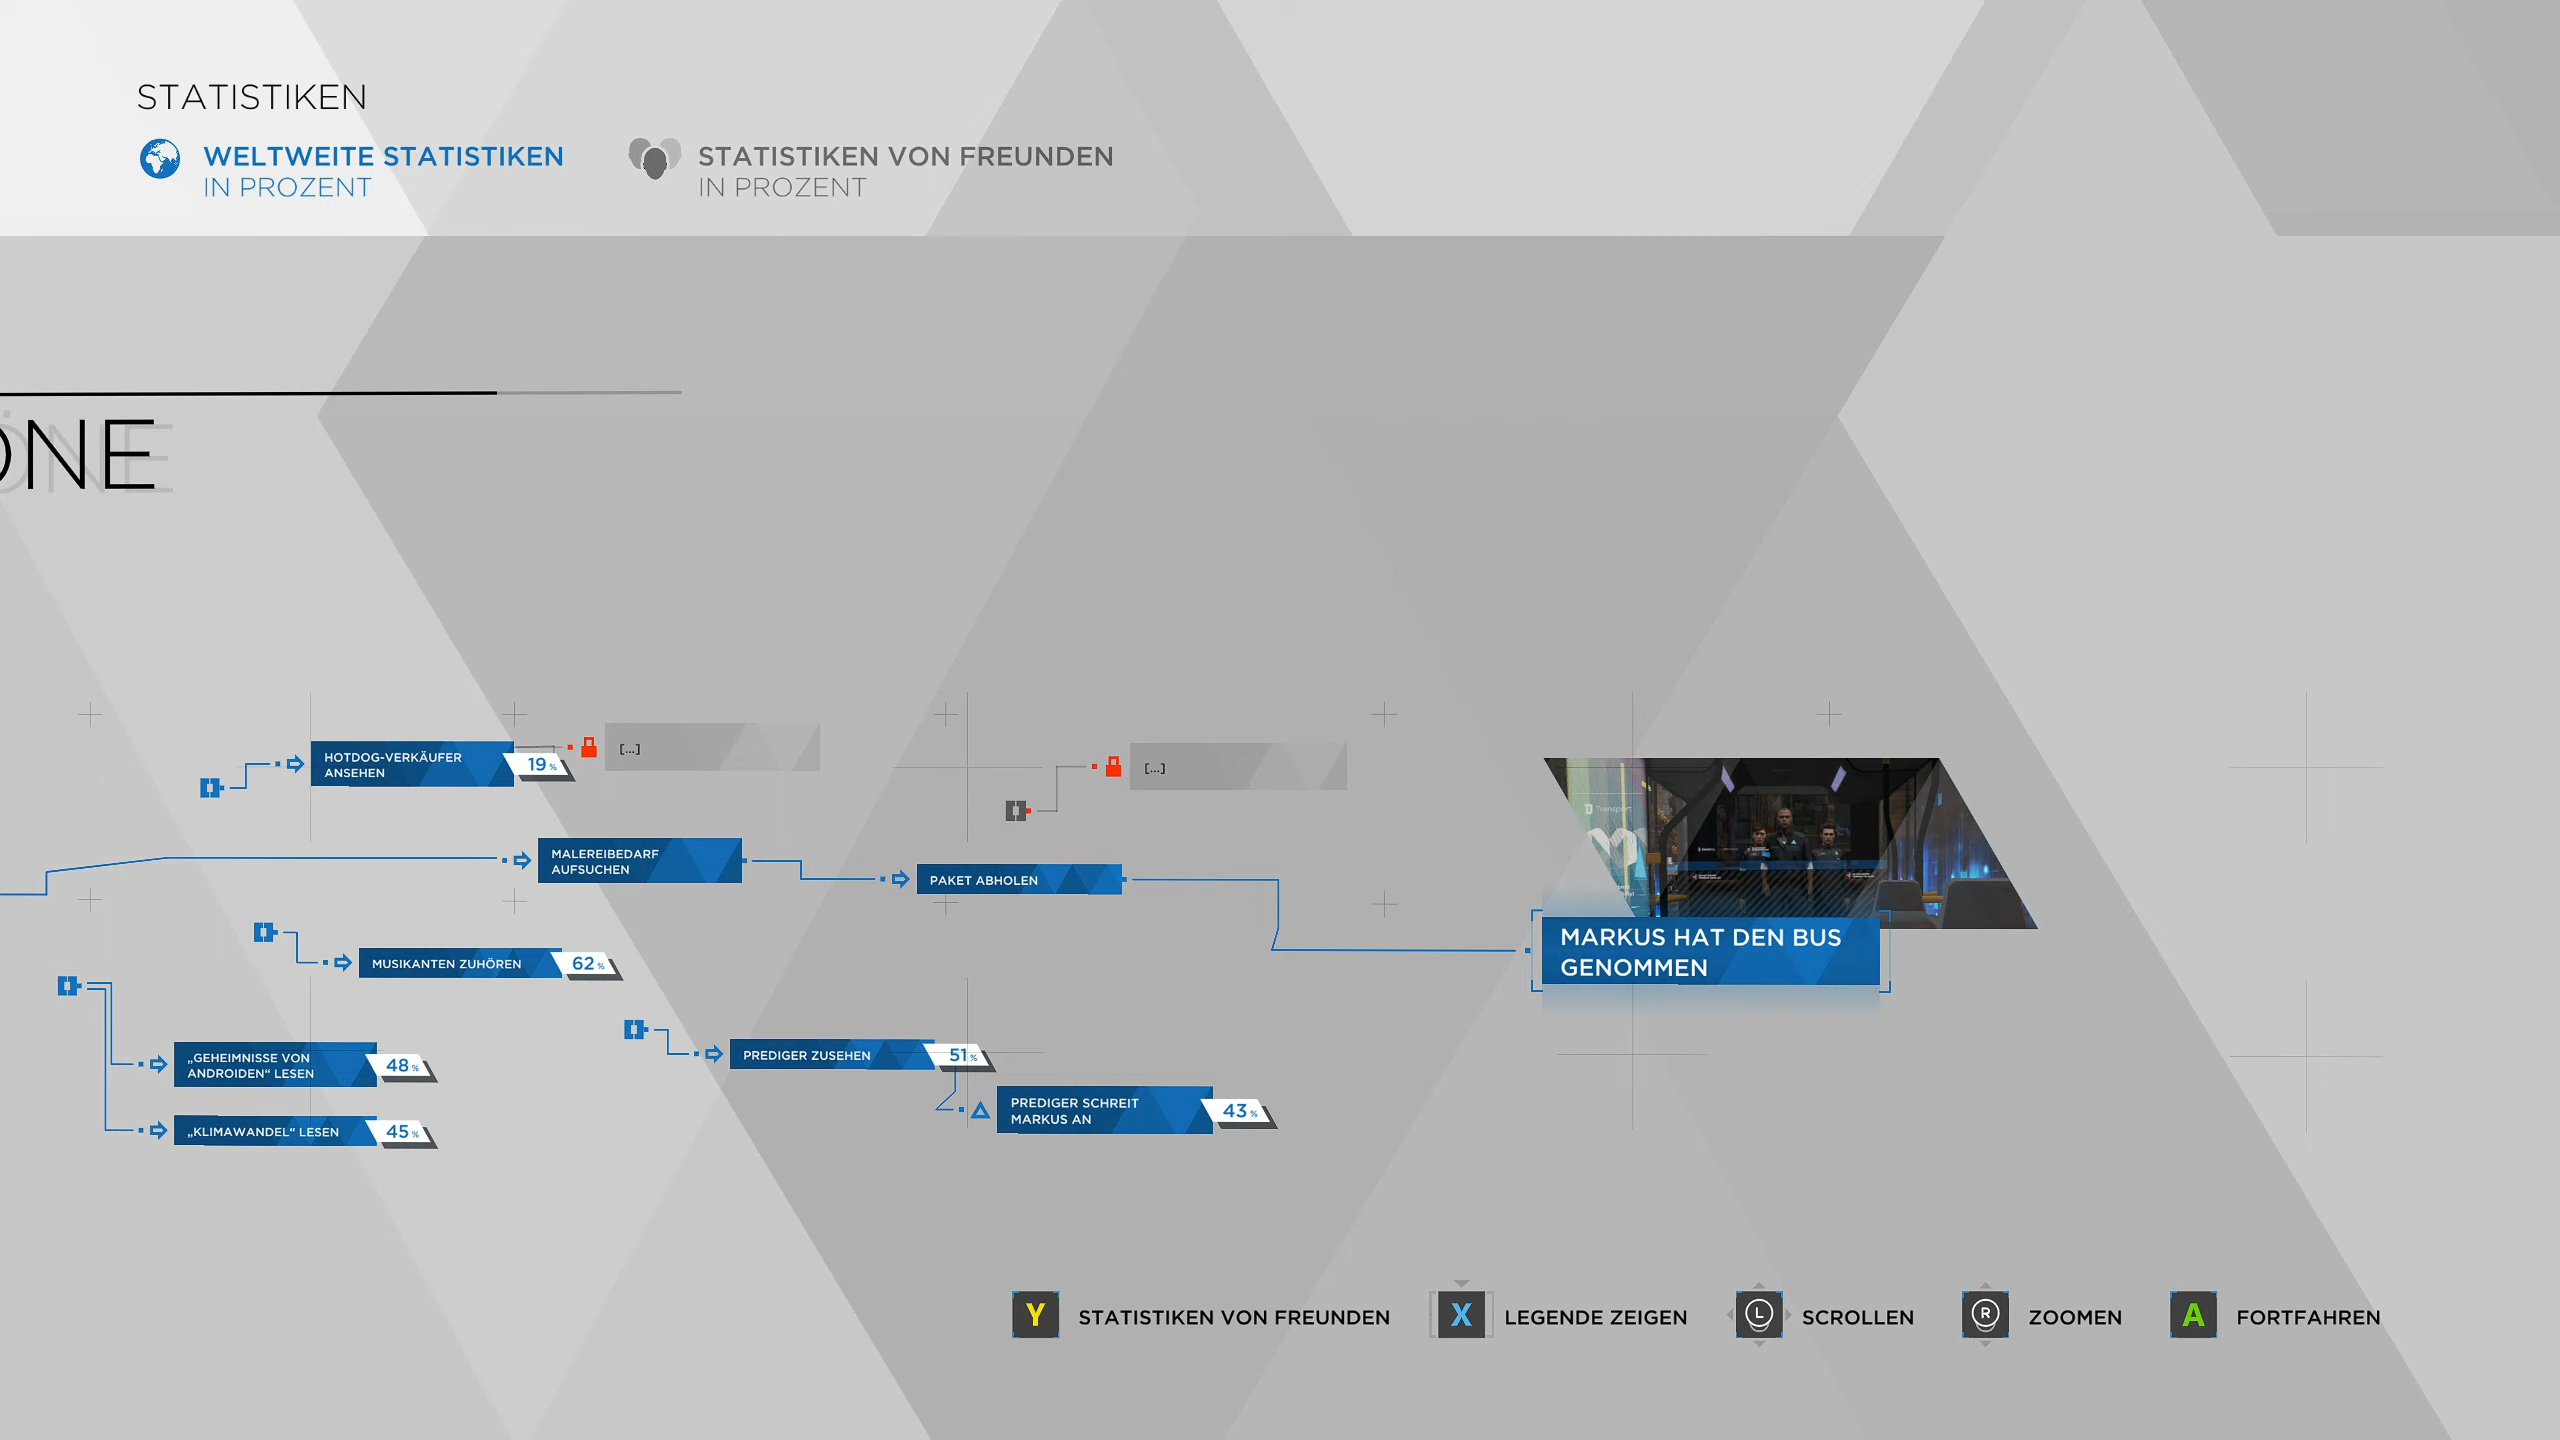 STATISTIKEN
WELTWEITE STATISTIKEN
IN PROZENT
STATISTIKEN VON FREUNDEN
IN PROZENT
ÖNE
HOTDOG-VERKÄUFER
ANSEHEN
19 %
[...]
[...]
MALEREIBEDARF
AUFSUCHEN
PAKET ABHOLEN
Transport
MARKUS HAT DEN BUS
GENOMMEN
MUSIKANTEN ZUHÖREN
62 %
„GEHEIMNISSE VON
ANDROIDEN“ LESEN
48 %
PREDIGER ZUSEHEN
51 %
PREDIGER SCHREIT
MARKUS AN
43 %
„KLIMAWANDEL“ LESEN
45 %
Y STATISTIKEN VON FREUNDEN
X LEGENDE ZEIGEN
L SCROLLEN
R ZOOMEN
A FORTFAHREN